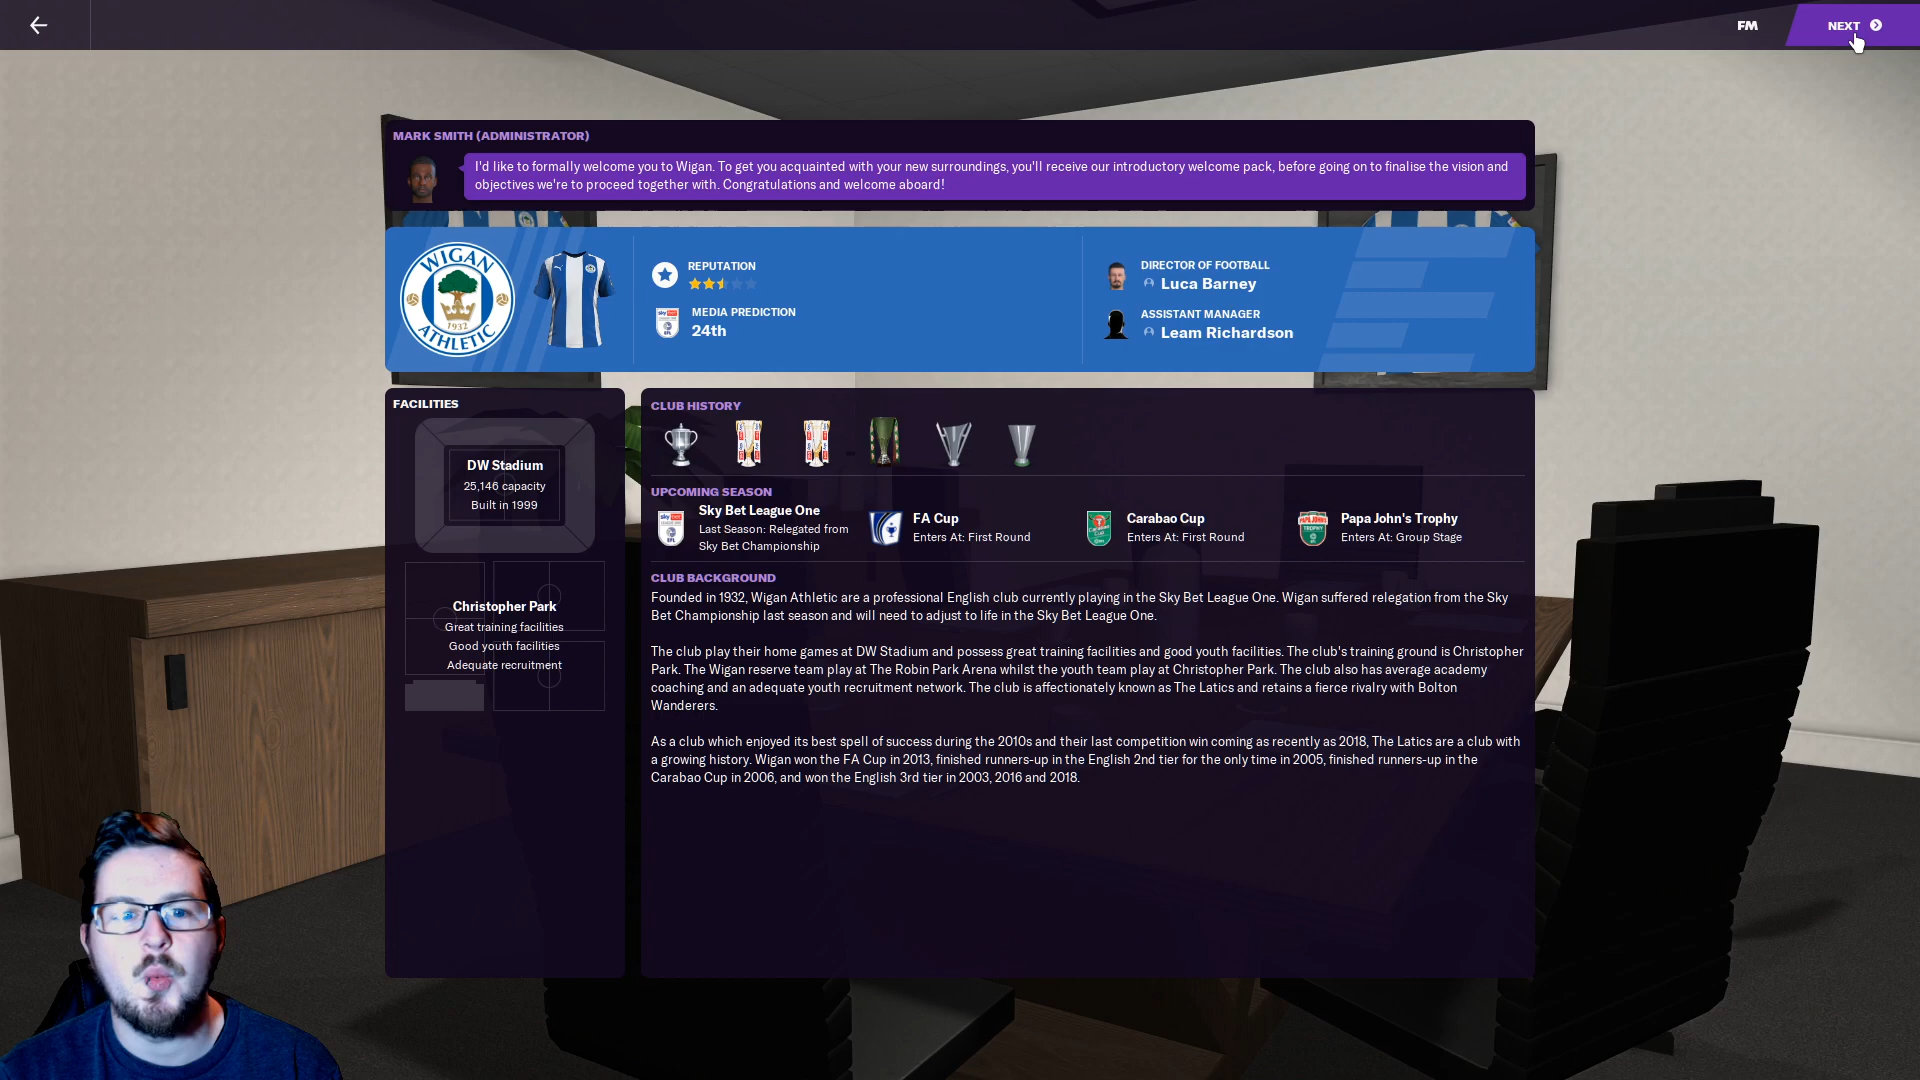 FM
NEXT
MARK SMITH (ADMINISTRATOR)
I'd like to formally welcome you to Wigan. To get you acquainted with your new surroundings, you'll receive our introductory welcome pack, before going on to finalise the vision and
objectives we're to proceed together with. Congratulations and welcome aboard!
WIGAN
1932
ATHLETIC
REPUTATION
MEDIA PREDICTION
24th
DIRECTOR OF FOOTBALL
Luca Barney
ASSISTANT MANAGER
Leam Richardson
FACILITIES
DW Stadium
25,146 capacity
Built in 1999
Christopher Park
Great training facilities
Good youth facilities
Adequate recruitment
CLUB HISTORY
UPCOMING SEASON
sky bet
EFL
Sky Bet League One
Last Season: Relegated from
Sky Bet Championship
FA Cup
Enters At: First Round
Carabao Cup
Enters At: First Round
PAPA JOHN'S
TROPHY
Papa John's Trophy
Enters At: Group Stage
CLUB BACKGROUND
Founded in 1932, Wigan Athletic are a professional English club currently playing in the Sky Bet League One. Wigan suffered relegation from the Sky
Bet Championship last season and will need to adjust to life in the Sky Bet League One.
The club play their home games at DW Stadium and possess great training facilities and good youth facilities. The club's training ground is Christopher
Park. The Wigan reserve team play at The Robin Park Arena whilst the youth team play at Christopher Park. The club also has average academy
coaching and an adequate youth recruitment network. The club is affectionately known as The Latics and retains a fierce rivalry with Bolton
Wanderers.
As a club which enjoyed its best spell of success during the 2010s and their last competition win coming as recently as 2018, The Latics are a club with
a growing history. Wigan won the FA Cup in 2013, finished runners-up in the English 2nd tier for the only time in 2005, finished runners-up in the
Carabao Cup in 2006, and won the English 3rd tier in 2003, 2016 and 2018.